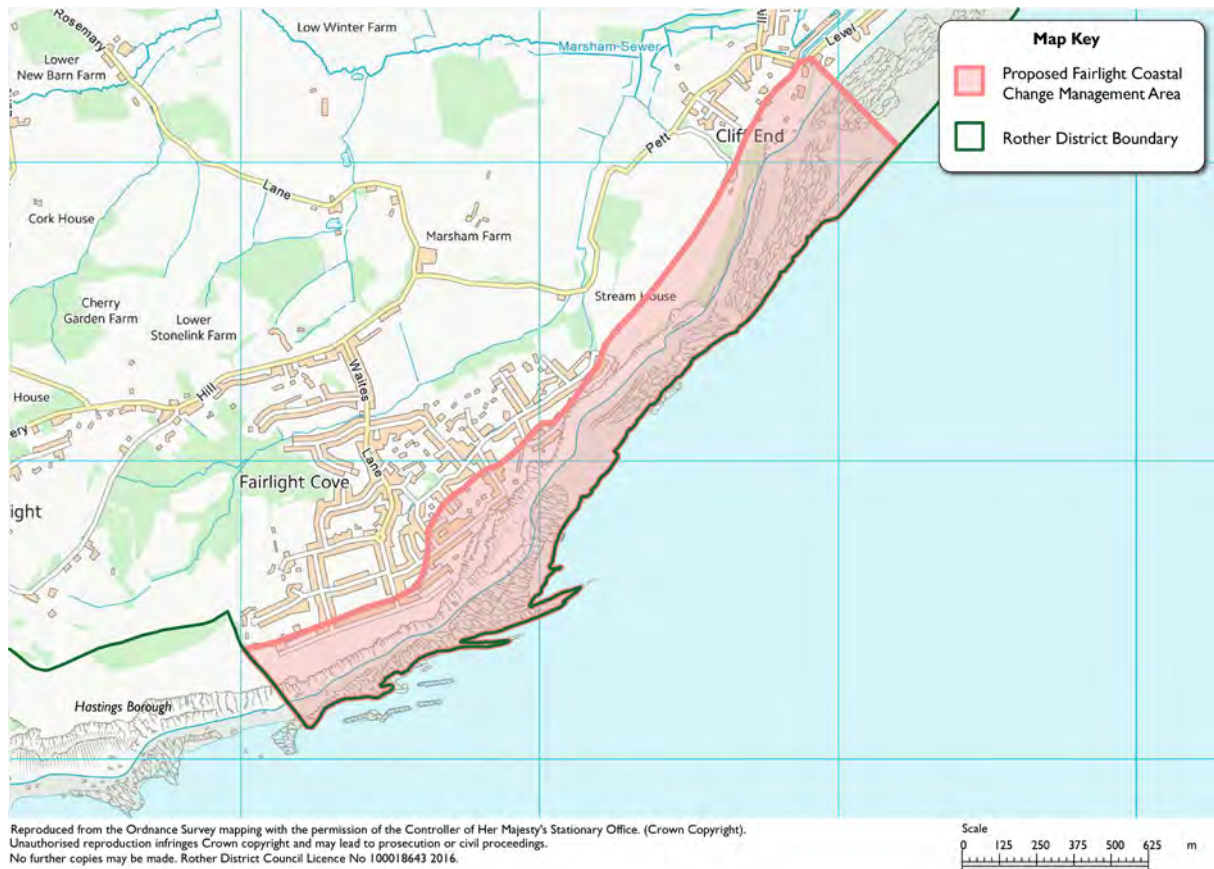 Rosemary
Lower
New Barn Farm
Low Winter Farm
Marsham Sewer
Level
Map Key
Proposed Fairlight Coastal
Change Management Area
Rother District Boundary
Cliff End
Pett
Lane
Cork House
Marsham Farm
Stream House
Cherry
Garden Farm
Lower
Stonelink Farm
Waites
Lane
House
Hill
ery
Fairlight Cove
ight
Hastings Borough
Reproduced from the Ordnance Survey mapping with the permission of the Controller of Her Majesty's Stationary Office. (Crown Copyright).
Unauthorised reproduction infringes Crown copyright and may lead to prosecution or civil proceedings.
No further copies may be made. Rother District Council Licence No 100018643 2016.
Scale
0 125 250 375 500 625 m